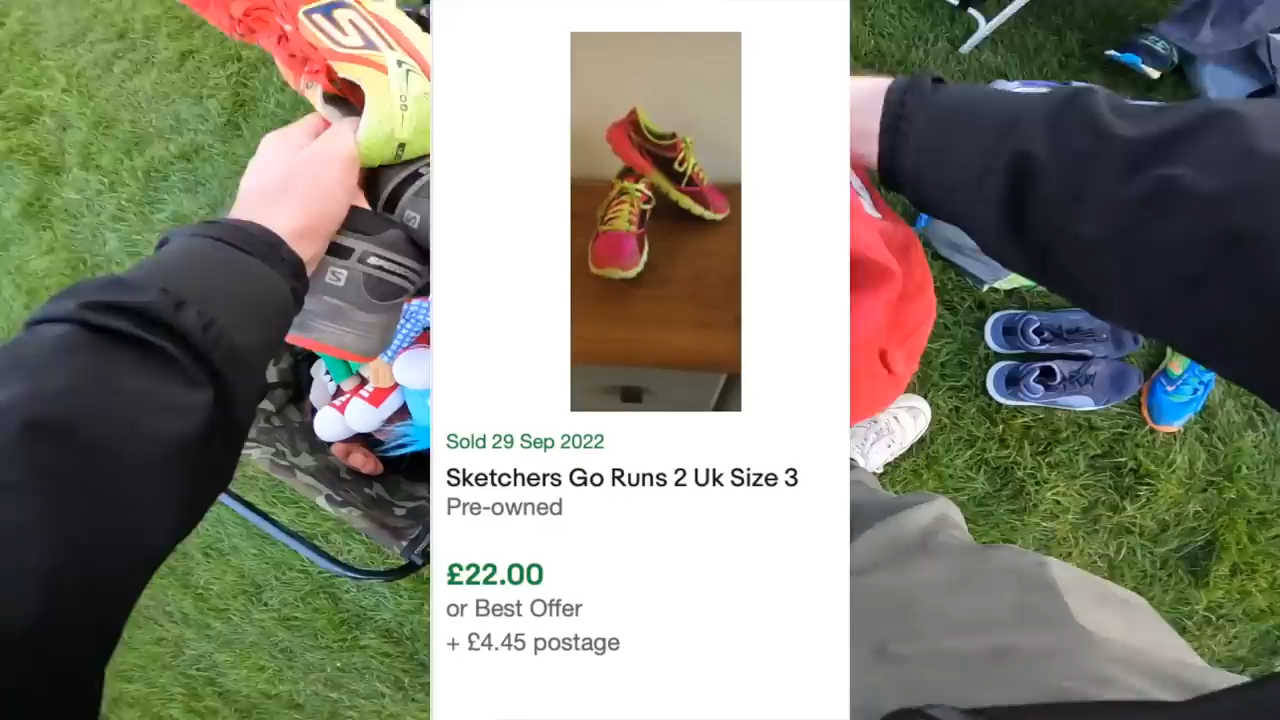 S
GO
S
Sold 29 Sep 2022
Sketchers Go Runs 2 Uk Size 3
Pre-owned
£22.00
or Best Offer
+ £4.45 postage